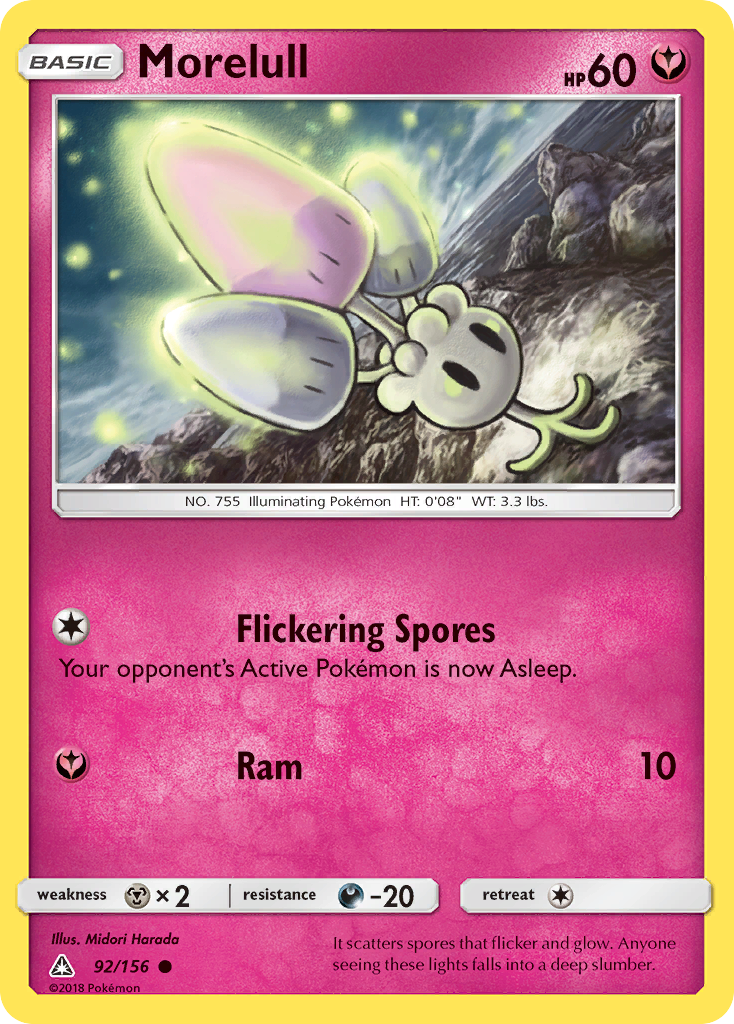 BASIC Morelull HP60
NO. 755 Illuminating Pokémon HT: 0'08" WT: 3.3 lbs.
Flickering Spores
Your opponent's Active Pokémon is now Asleep.
Ram 10
weakness ×2 resistance -20 retreat
Illus. Midori Harada
92/156
©2018 Pokémon
It scatters spores that flicker and glow. Anyone
seeing these lights falls into a deep slumber.